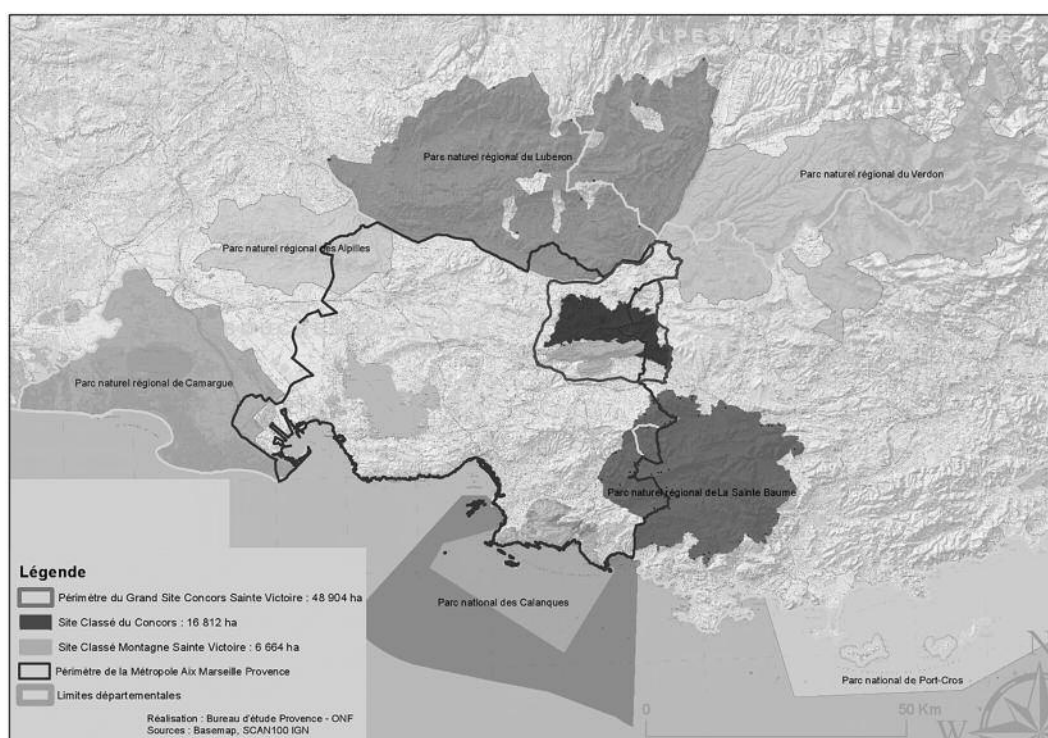 Parc naturel régional du Luberon
Parc naturel régional du Verdon
Parc naturel régional des Alpilles
Parc naturel régional de Camargue
Parc naturel régional de La Sainte Baume
Parc national des Calanques
Parc national de Port-Cros
Légende
Périmètre du Grand Site Concors Sainte Victoire : 48 904 ha
Site Classé du Concors : 16 812 ha
Site Classé Montagne Sainte Victoire : 6 664 ha
Périmètre de la Métropole Aix Marseille Provence
Limites départementales
Réalisation : Bureau d'étude Provence - ONF
Sources : Basemap, SCAN100 IGN
0 50 Km
N
W